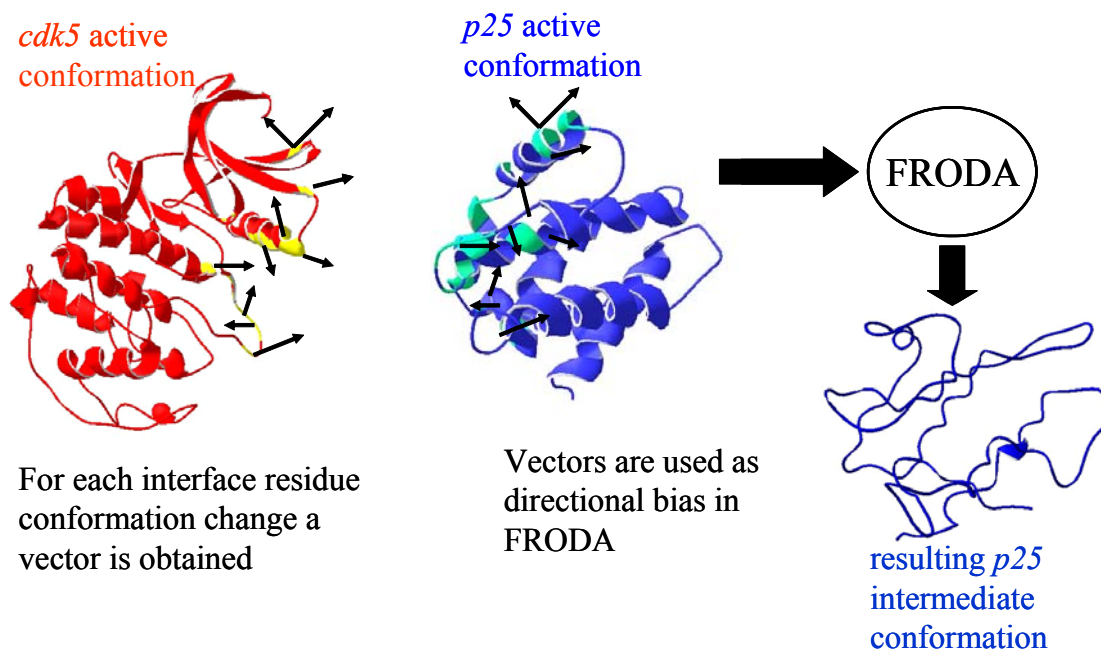 cdk5 active
conformation
p25 active
conformation
FRODA
For each interface residue
conformation change a
vector is obtained
Vectors are used as
directional bias in
FRODA
resulting p25
intermediate
conformation